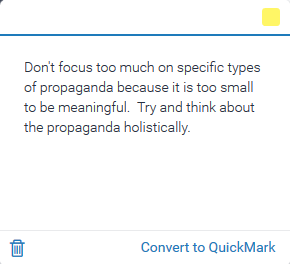 Don't focus too much on specific types
of propaganda because it is too small
to be meaningful.  Try and think about
the propaganda holistically.
Convert to QuickMark